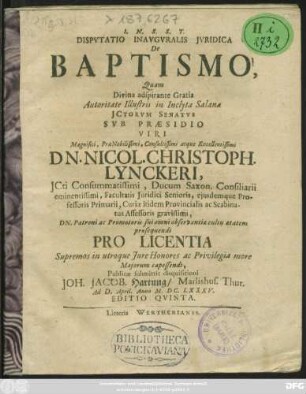 I. N. S. S. T.
DISPUTATIO INAUGURALIS JURIDICA
De
BAPTISMO,
Quam
Divina adspirante Gratia
Autoritate Illustris in Inclyta Salana
JCTORUM SENATUS
SUB PRÆSIDIO
VIRI
Magnifici, PræNobilissimi, Consultissimi atque Excellentissimi
DN. NICOL. CHRISTOPH.
LYNCKERI,
JCti Consummatissimi, Ducum Saxon. Consiliarii
eminentissimi, Facultatis Juridicæ Senioris, ejusdemque Pro-
fessoris Primarii, Curiæ itidem Provincialis ac Scabina-
tus Assessoris gravissimi,
DN. Patroni ac Promotoris sui omni observantiæ cultu ætatem
prosequendi
PRO LICENTIA
Supremos in utroque Jure Honores ac Privilegia more
Majorum capessendi,
Publicæ submittit disquisitioni
JOH. JACOB. Hartung/ Marlishus. Thur.
Ad D. April. Anno M. DC. LXXXV.
EDITIO QUINTA.
Literis WERTHERIANIS.
BIBLIOTHECA
PONICKAVIANA